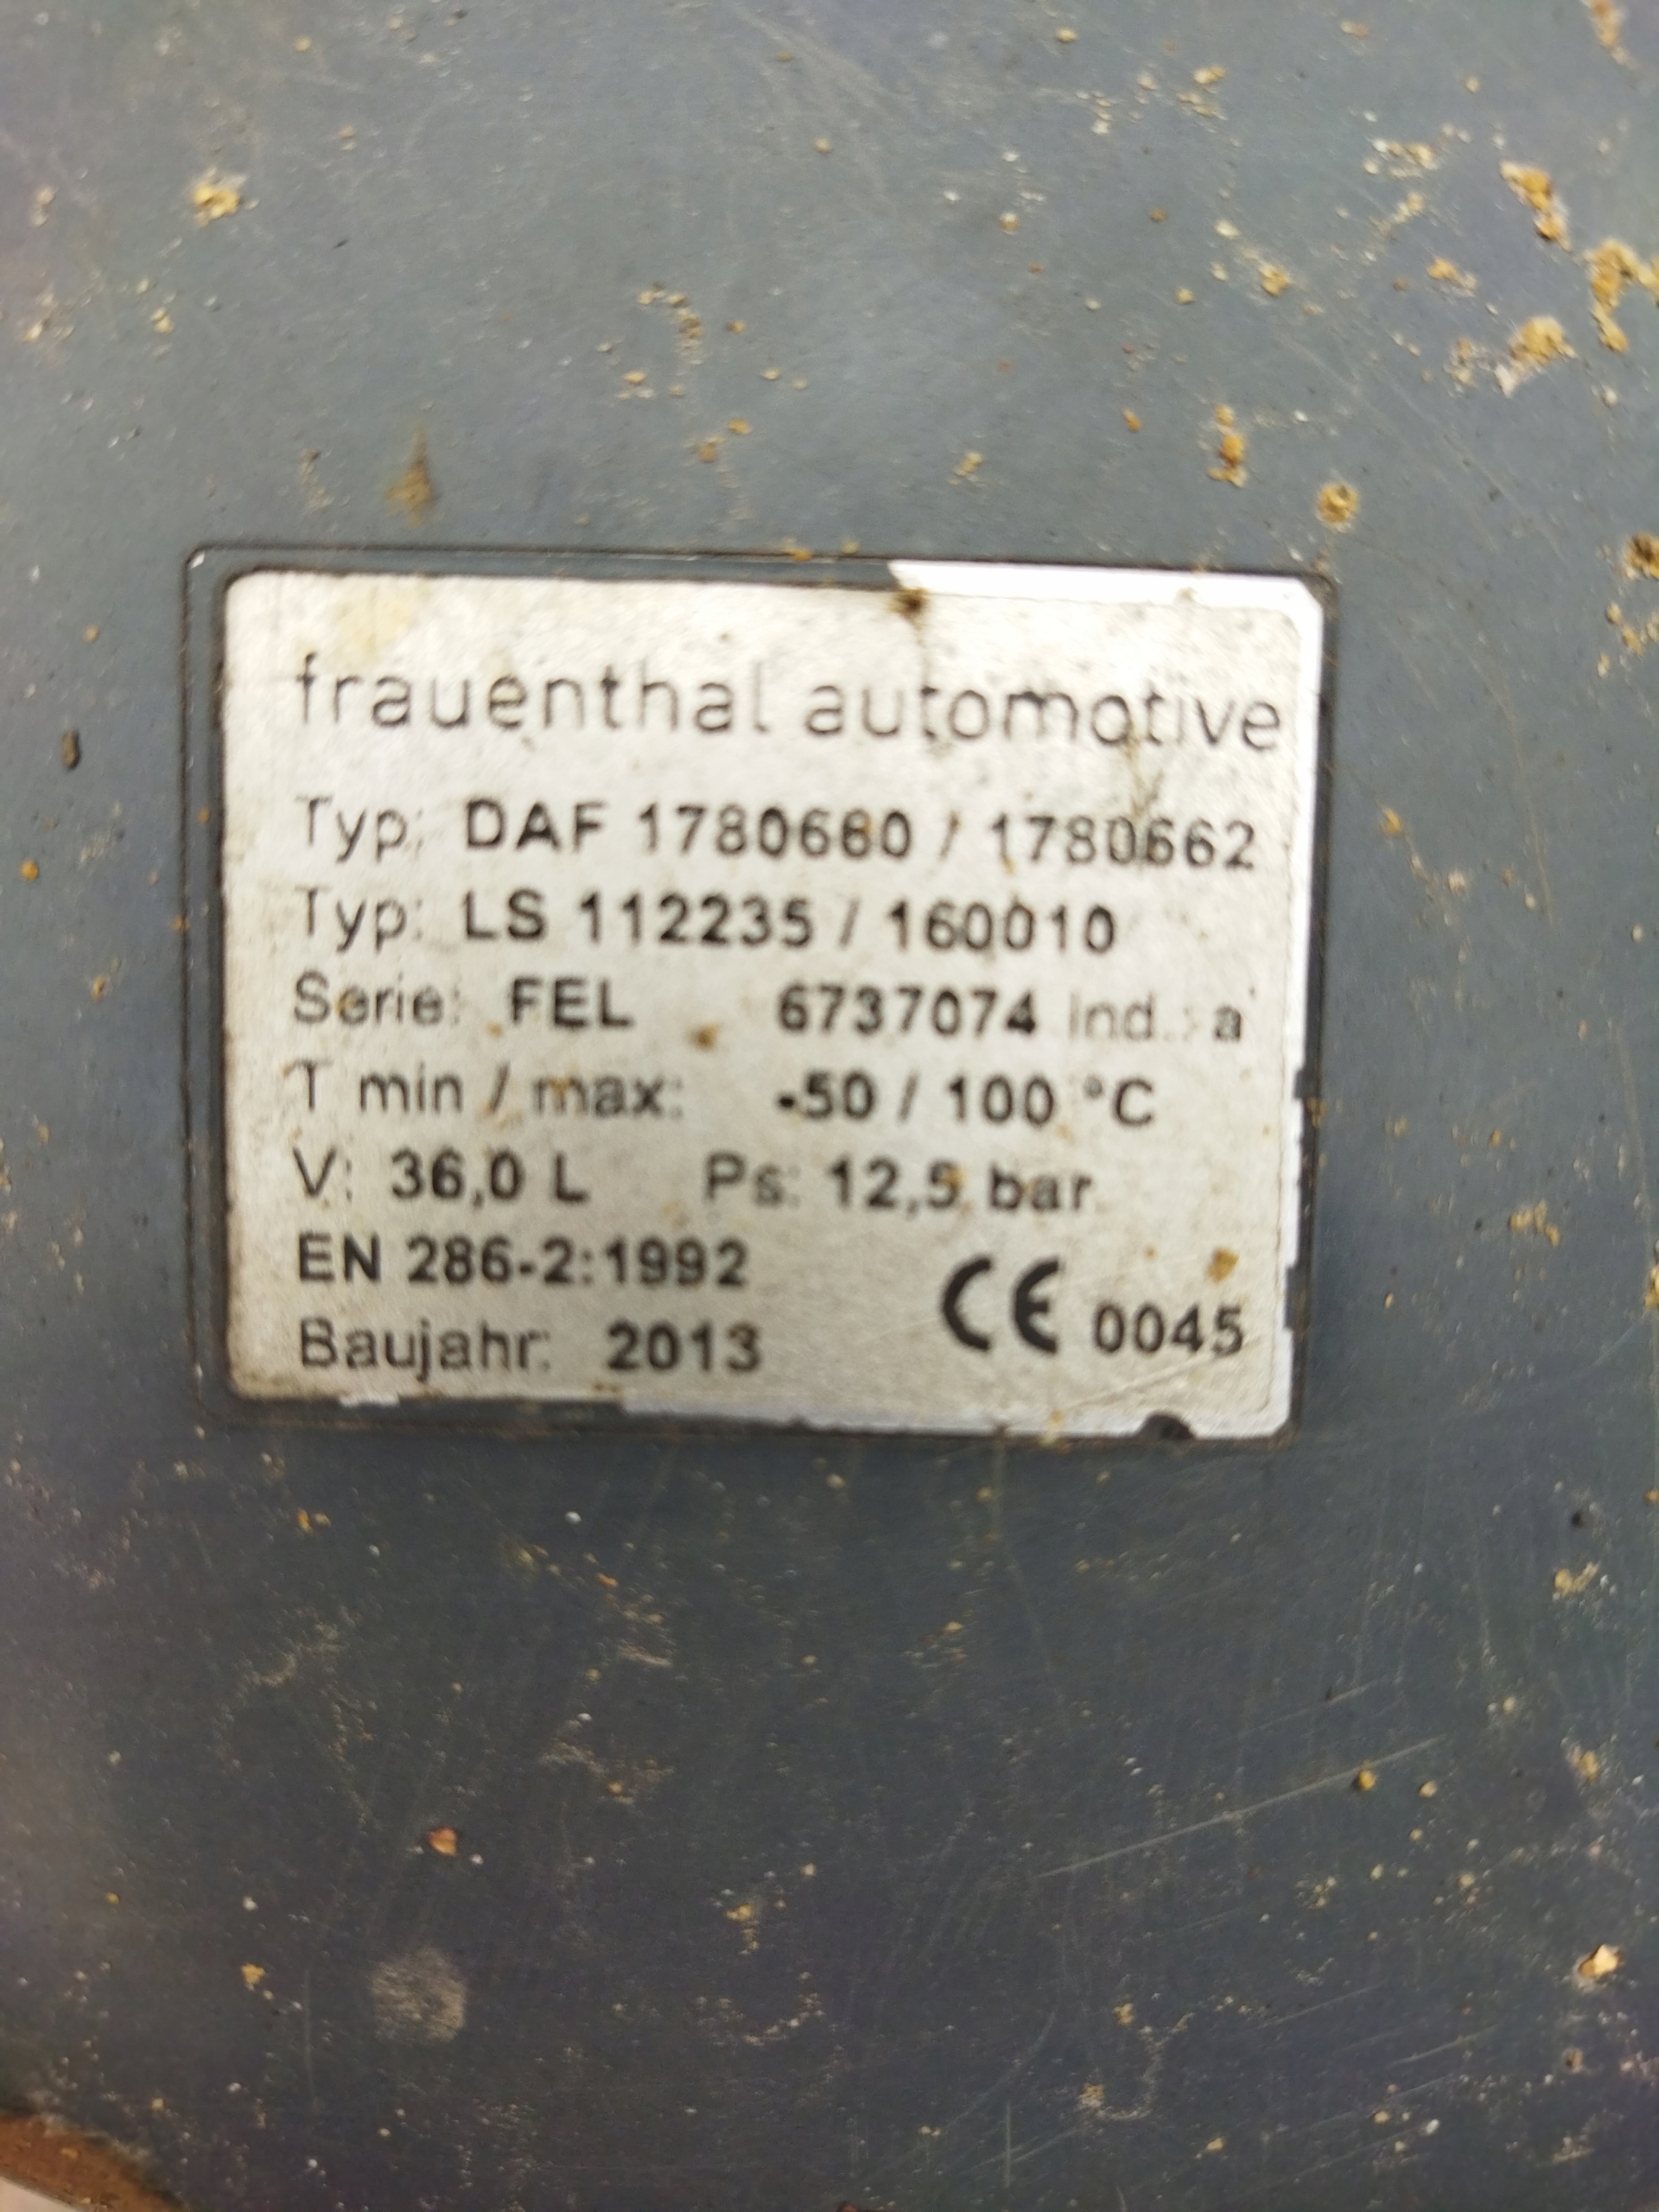 frauenthal automotive
Typ: DAF 1780660 / 1780662
Typ: LS 112235 / 160010
Serie: FEL 6737074 ind.: a
T min / max: -50 / 100 °C
V: 36,0 L Ps: 12,5 bar
EN 286-2:1992
CE 0045
Baujahr: 2013